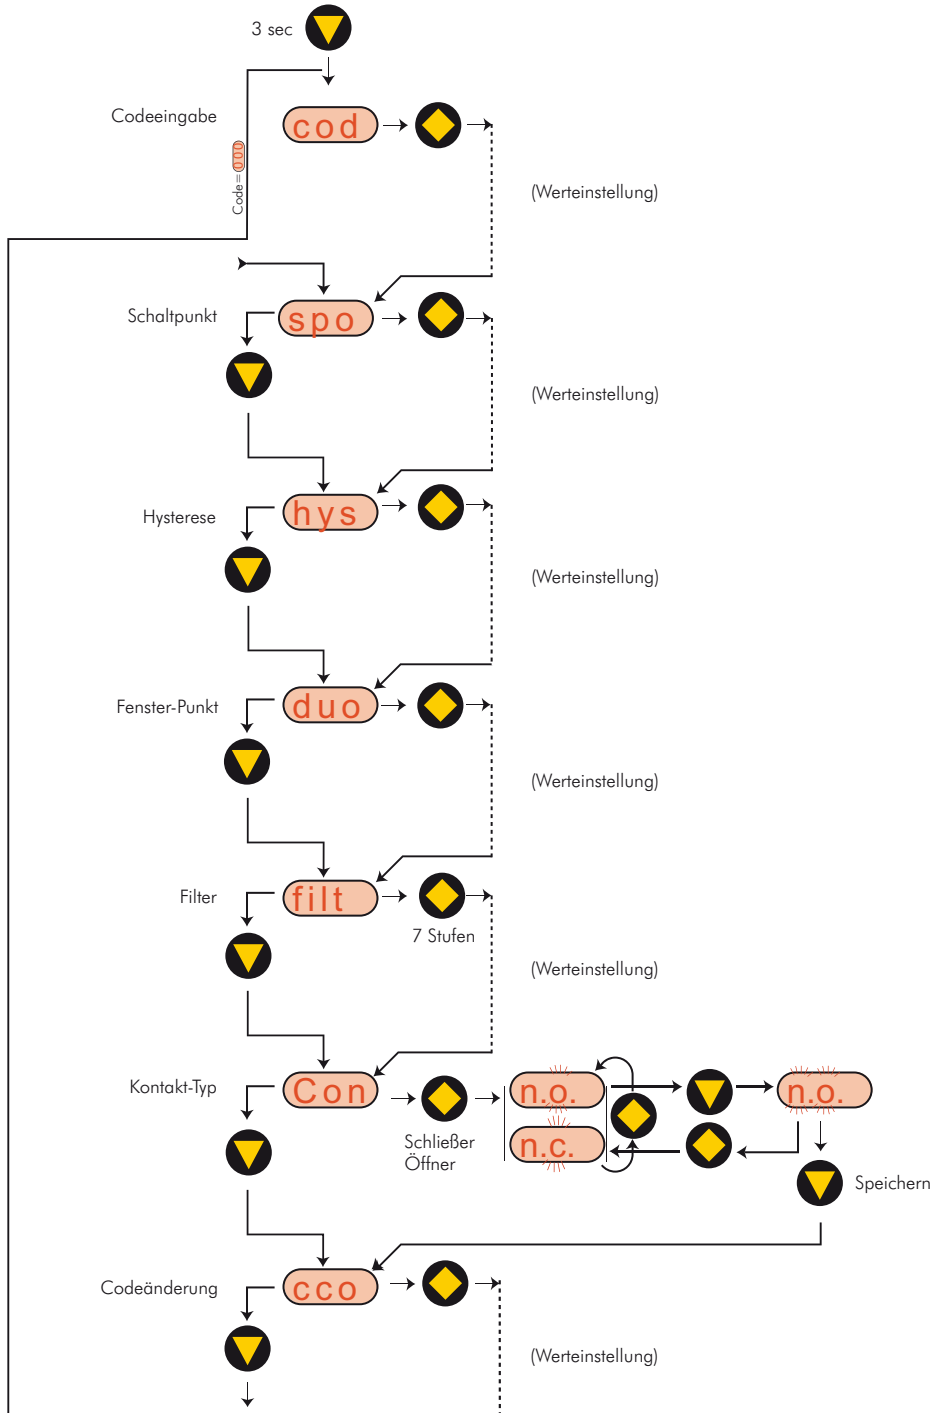 3 sec
Codeeingabe
cod
Code= 000
(Werteinstellung)
Schaltpunkt
spo
(Werteinstellung)
Hysterese
hys
(Werteinstellung)
Fenster-Punkt
duo
(Werteinstellung)
Filter
filt
7 Stufen
(Werteinstellung)
Kontakt-Typ
Con
n.o.
n.o.
Schließer
Öffner
n.c.
Speichern
Codeänderung
cco
(Werteinstellung)